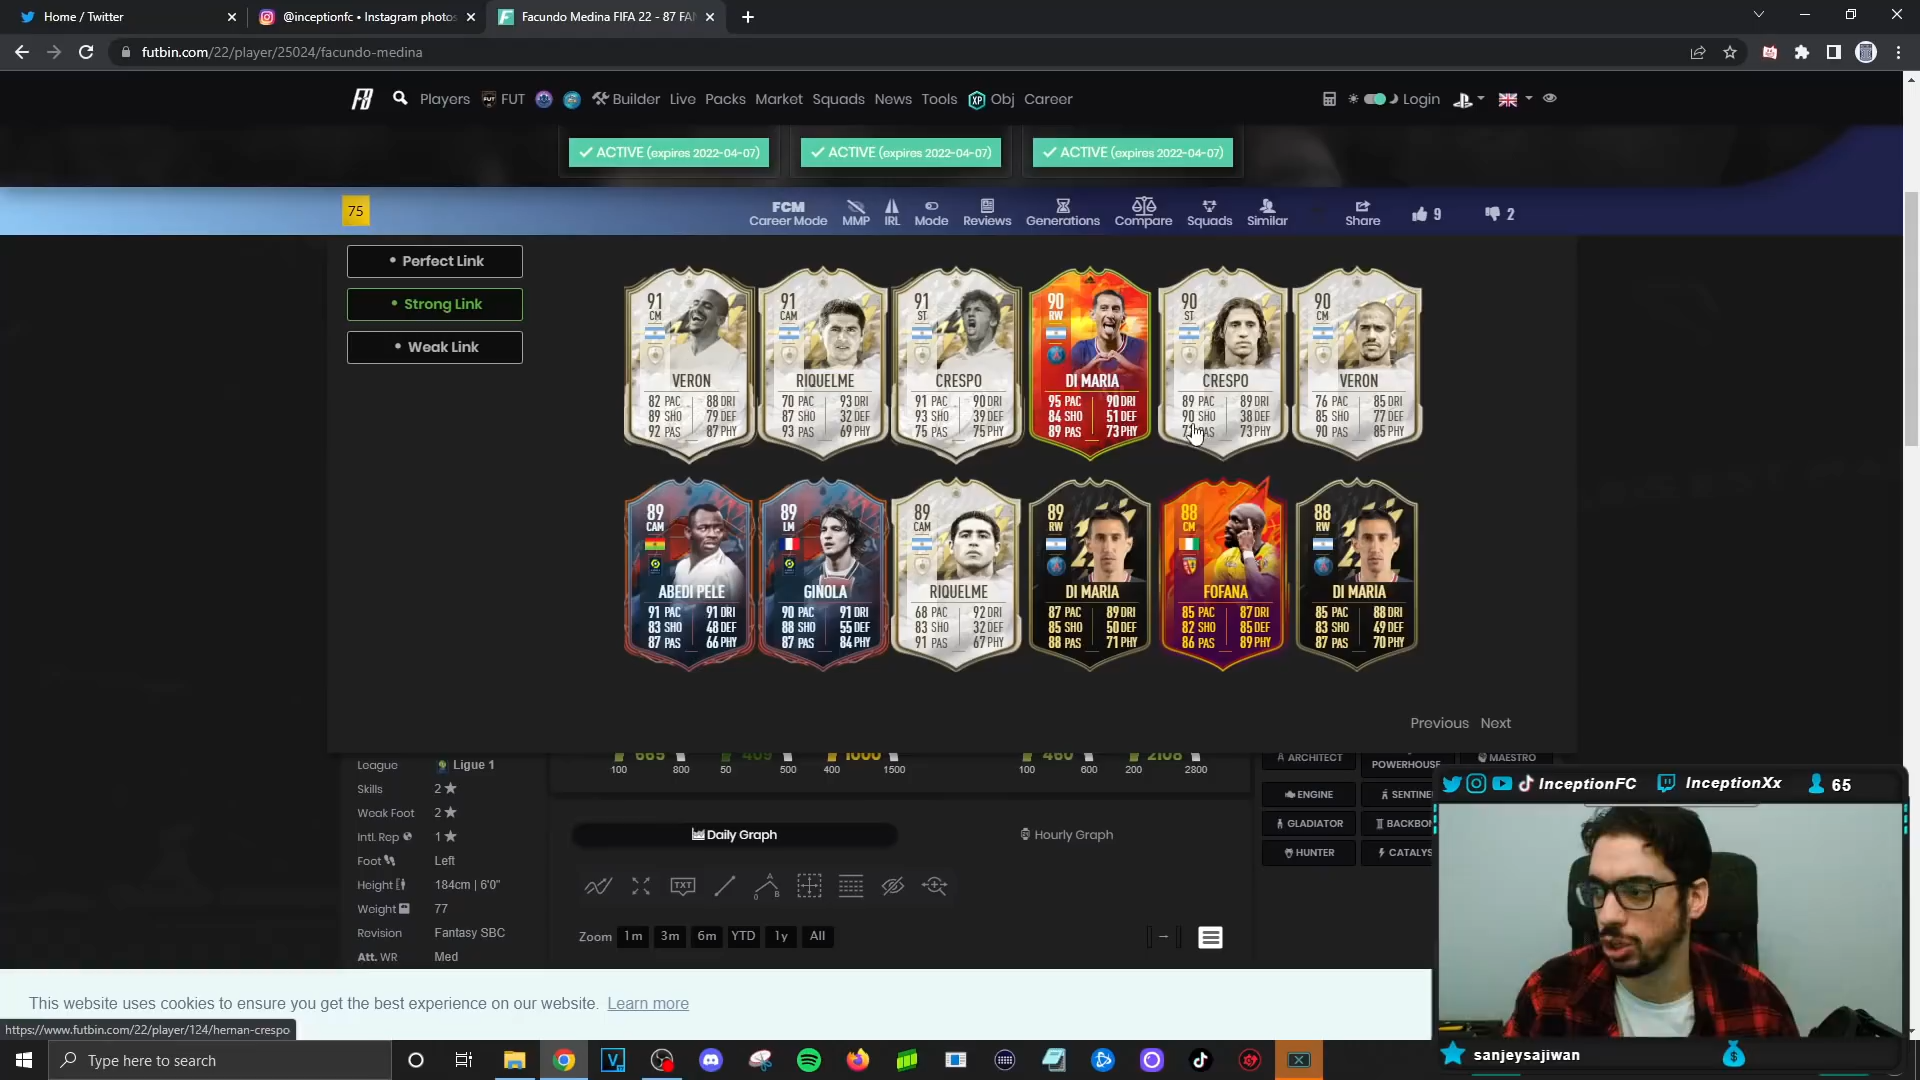 Home / Twitter
@inceptionfc • Instagram photos
Facundo Medina FIFA 22 - 87 FAN
futbin.com/22/player/25024/facundo-medina
Players FUT Builder Live Packs Market Squads News Tools XP Obj Career Login
ACTIVE (expires 2022-04-07) ACTIVE (expires 2022-04-07) ACTIVE (expires 2022-04-07)
75
FCM Career Mode MMP IRL Mode Reviews Generations Compare Squads Similar Share 9 2
• Perfect Link
• Strong Link
• Weak Link
91 CM VERON
82 PAC 88 DRI
89 SHO 79 DEF
92 PAS 87 PHY
91 CAM RIQUELME
70 PAC 93 DRI
87 SHO 32 DEF
93 PAS 69 PHY
91 ST CRESPO
91 PAC 90 DRI
93 SHO 39 DEF
75 PAS 75 PHY
90 RW DI MARIA
95 PAC 90 DRI
84 SHO 51 DEF
89 PAS 73 PHY
90 ST CRESPO
89 PAC 89 DRI
90 SHO 38 DEF
PAS 73 PHY
90 CM VERON
76 PAC 85 DRI
85 SHO 77 DEF
90 PAS 85 PHY
89 CAM ABEDI PELE
91 PAC 91 DRI
83 SHO 48 DEF
87 PAS 66 PHY
89 LM GINOLA
90 PAC 91 DRI
88 SHO 55 DEF
87 PAS 84 PHY
89 CAM RIQUELME
68 PAC 92 DRI
83 SHO 32 DEF
91 PAS 67 PHY
89 RW DI MARIA
87 PAC 89 DRI
85 SHO 50 DEF
88 PAS 71 PHY
88 CM FOFANA
85 PAC 87 DRI
82 SHO 85 DEF
86 PAS 89 PHY
88 RW DI MARIA
85 PAC 88 DRI
83 SHO 49 DEF
87 PAS 70 PHY
Previous Next
665 409 1000 460 2108
100 800 50 500 400 1500 100 600 200 2800
League Ligue 1
Skills 2
Weak Foot 2
Intl. Rep 1
Foot Left
Height 184cm | 6'0"
Weight 77
Revision Fantasy SBC
Att. WR Med
Daily Graph Hourly Graph
TXT
A
0 B
Zoom 1m 3m 6m YTD 1y All
ARCHITECT POWERHOUSE MAESTRO
ENGINE SENTINE
GLADIATOR BACKBON
HUNTER CATALYS
InceptionFC InceptionXx 65
sanjeysajiwan
This website uses cookies to ensure you get the best experience on our website. Learn more
https://www.futbin.com/22/player/124/hernan-crespo
Type here to search